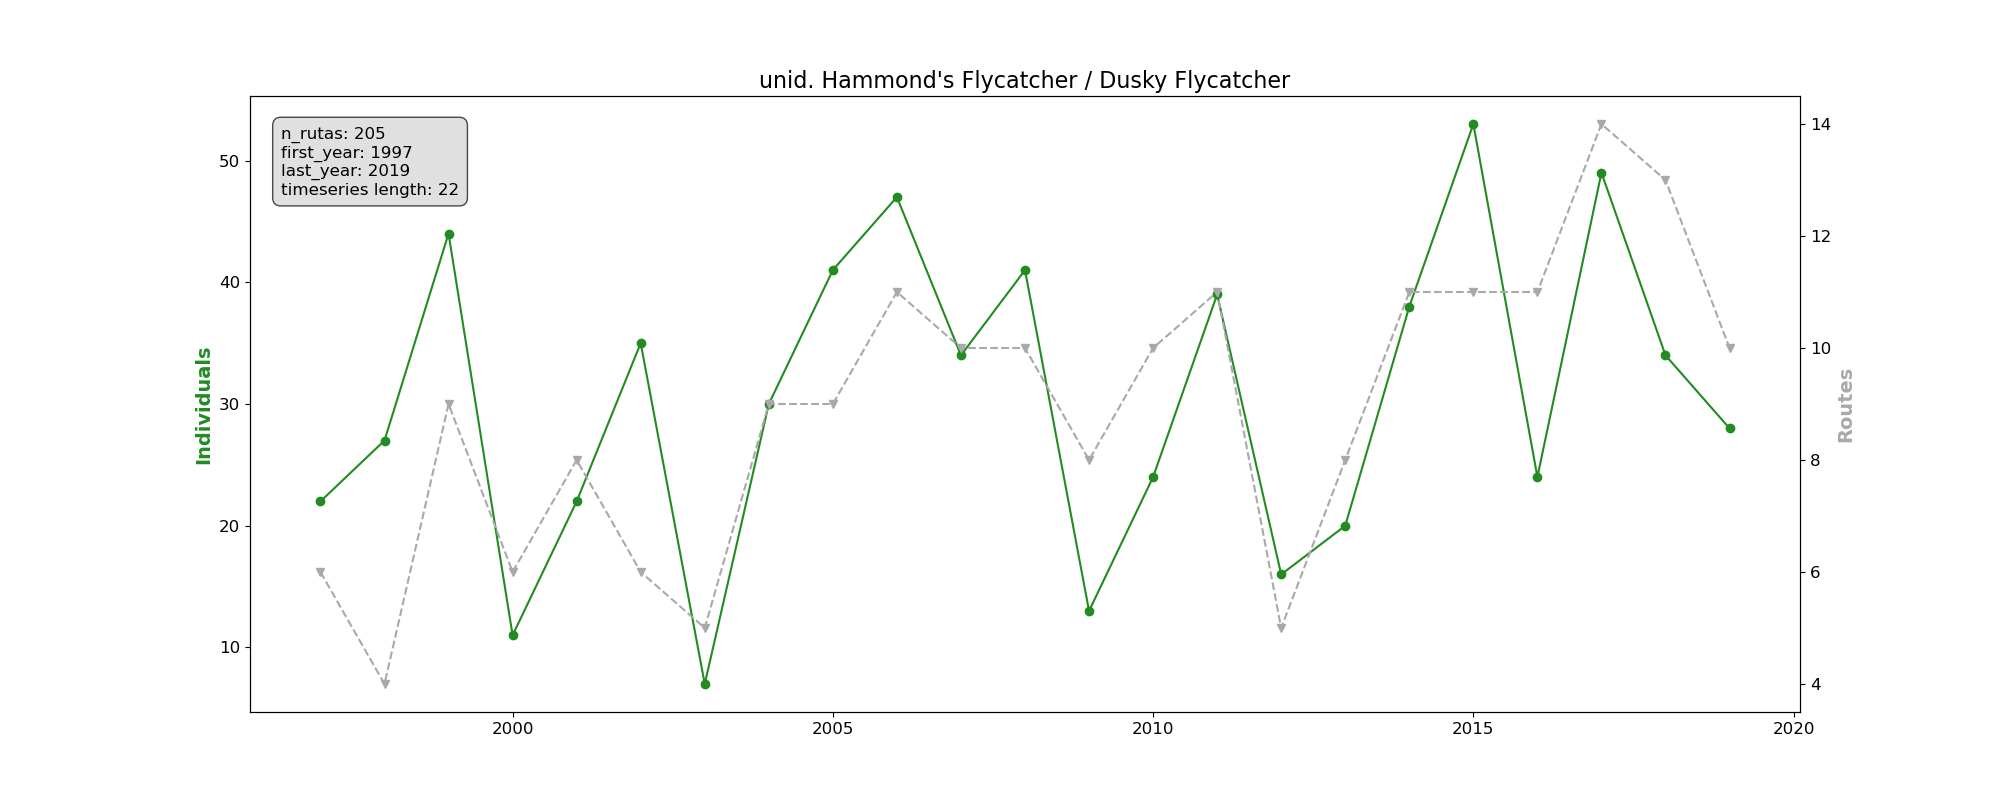 unid. Hammond's Flycatcher / Dusky Flycatcher
n_rutas: 205
first_year: 1997
last_year: 2019
timeseries length: 22
50
40
30
20
10
Individuals
14
12
10
8
6
4
Routes
2000 2005 2010 2015 2020